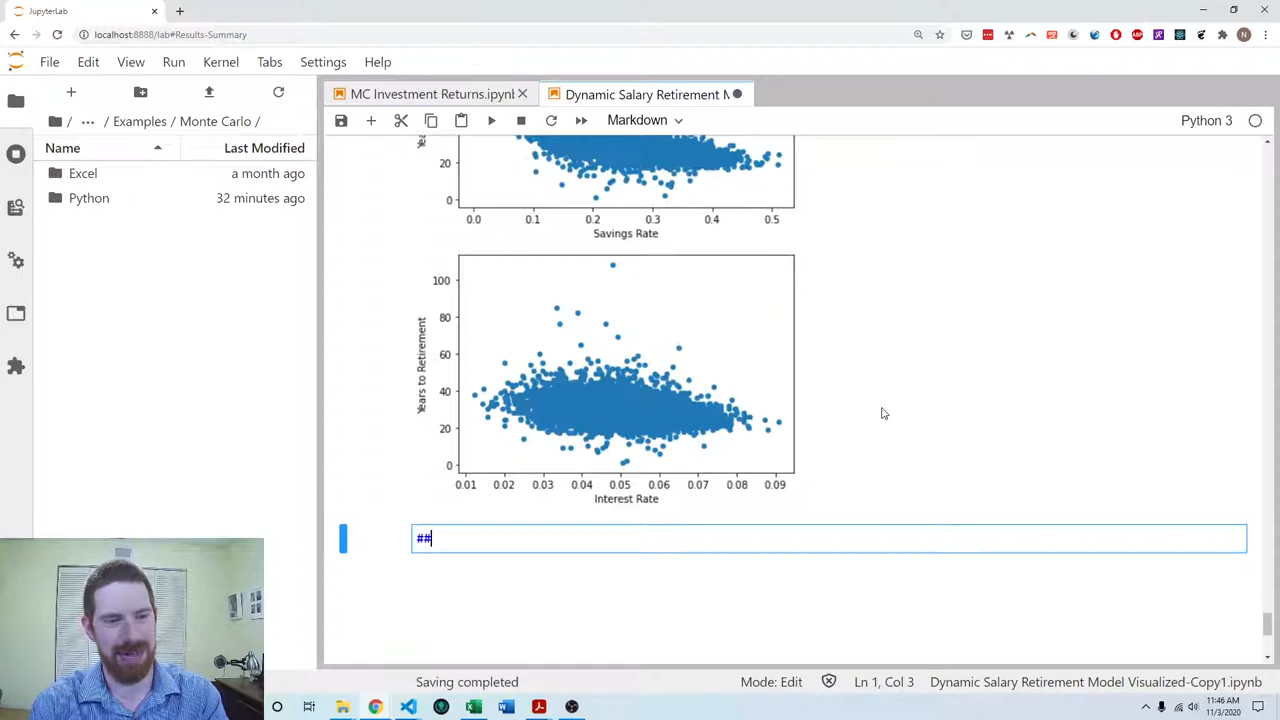 JupyterLab
localhost:8888/lab#Results-Summary
File Edit View Run Kernel Tabs Settings Help
MC Investment Returns.ipynb
Dynamic Salary Retirement M
/ ... / Examples / Monte Carlo /
Markdown
Python 3
Name Last Modified
Excel a month ago
Python 32 minutes ago
20
0
0.0 0.1 0.2 0.3 0.4 0.5
Savings Rate
100
80
60
40
20
0
Years to Retirement
0.01 0.02 0.03 0.04 0.05 0.06 0.07 0.08 0.09
Interest Rate
##
Saving completed
Mode: Edit
Ln 1, Col 3
Dynamic Salary Retirement Model Visualized-Copy1.ipynb
11:46 AM
11/3/2020